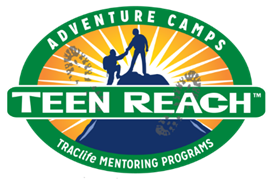 ADVENTURE CAMPS
TEEN REACH™
TRAClife MENTORING PROGRAMS